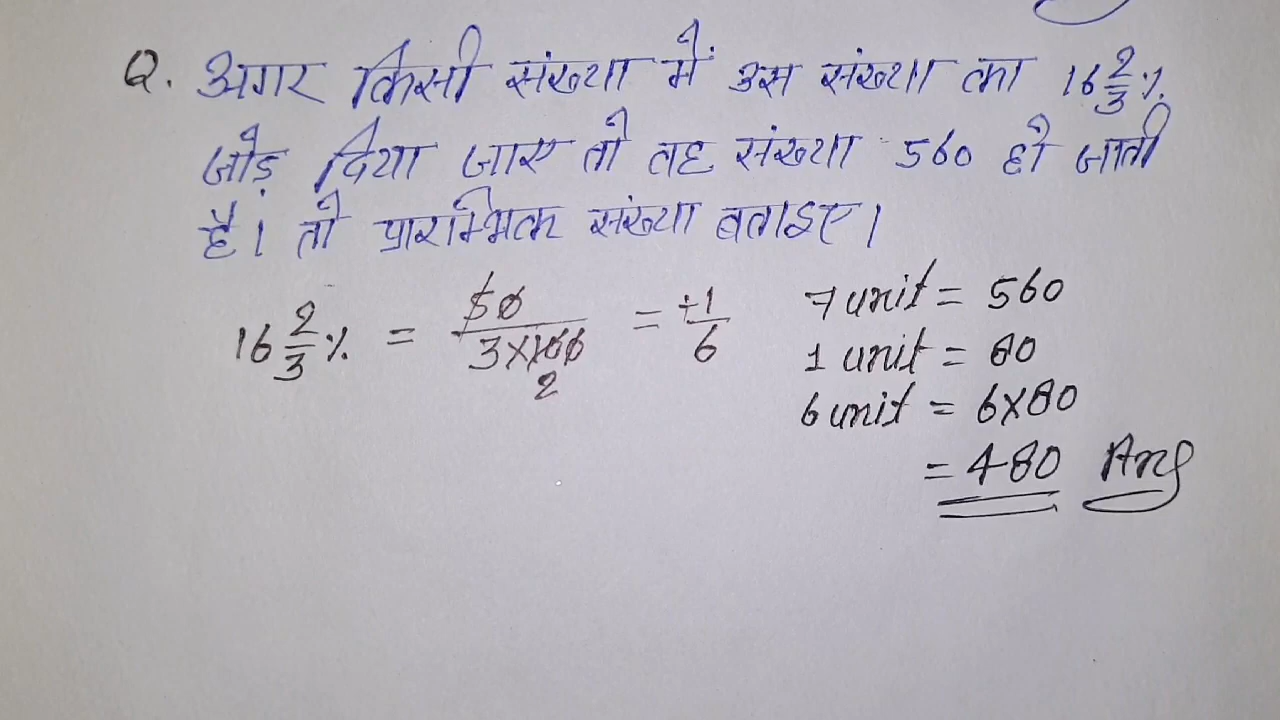 Q. अगर किसी संख्या में उस संख्या का 16 2/3 %
जोड़ दिया जाए तो वह संख्या 560 हो जाती
है। तो प्रारम्भिक संख्या बताइए।
16 2/3 % = 50/3×100 2 = +1/6
7 unit = 560
1 unit = 80
6 unit = 6×80
= 480 Ans